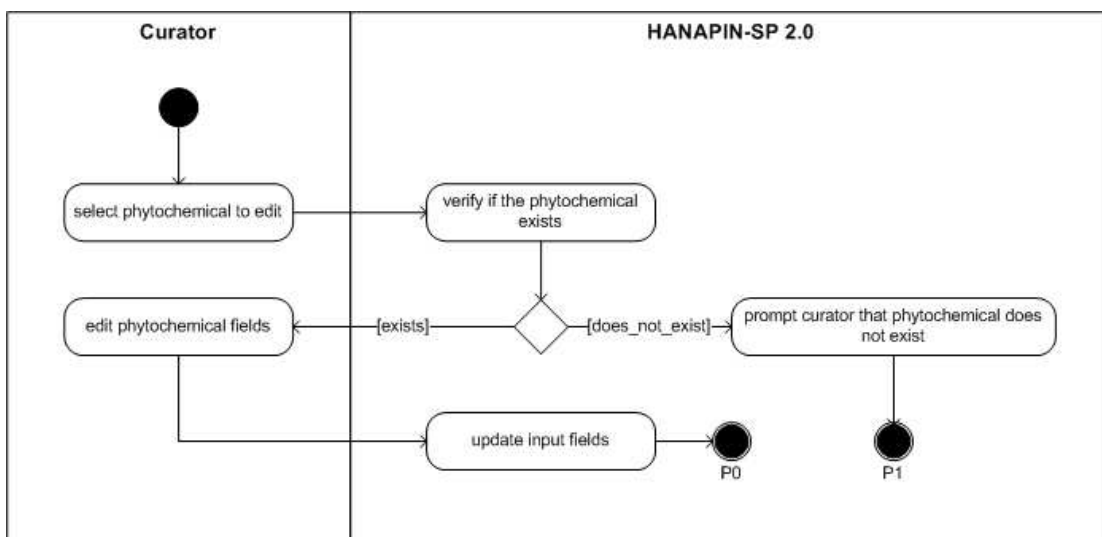 Curator
HANAPIN-SP 2.0
select phytochemical to edit
verify if the phytochemical
exists
edit phytochemical fields
[exists]
[does_not_exist]
prompt curator that phytochemical does
not exist
update input fields
P0
P1